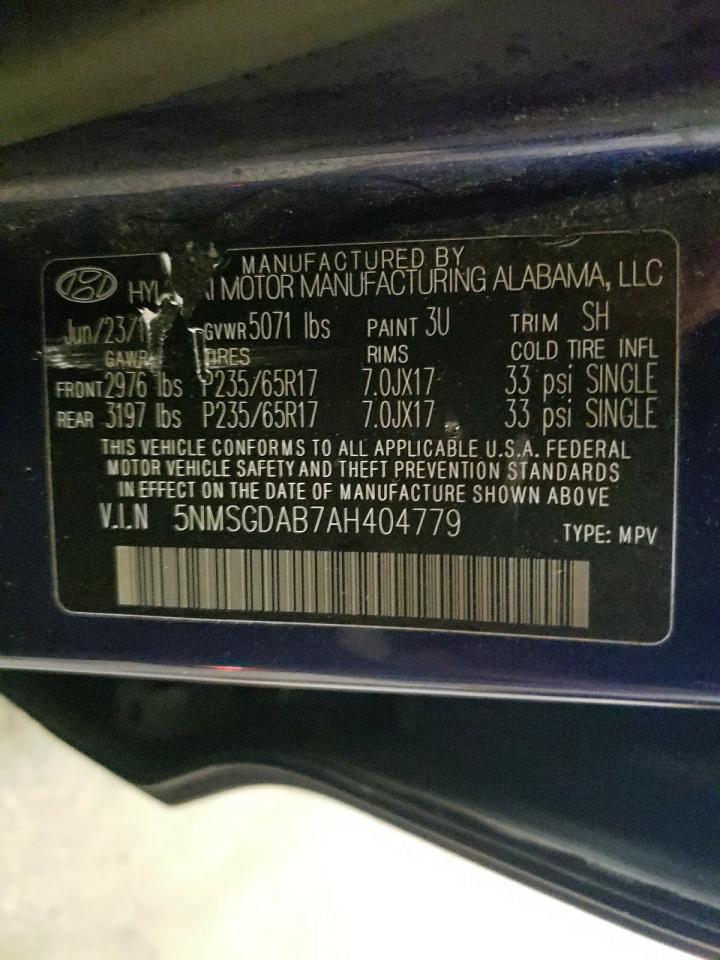 MANUFACTURED BY
MOTOR MANUFACTURING ALABAMA, LLC
GVWR 5071 lbs PAINT 3U TRIM SH
GAWR TIRES RIMS COLD TIRE INFL
FRONT 2976 lbs P235/65R17 7.0JX17 33 psi SINGLE
REAR 3197 lbs P235/65R17 7.0JX17 33 psi SINGLE
THIS VEHICLE CONFORMS TO ALL APPLICABLE U.S.A. FEDERAL
MOTOR VEHICLE SAFETY AND THEFT PREVENTION STANDARDS
IN EFFECT ON THE DATE OF MANUFACTURE SHOWN ABOVE
V.I.N 5NMSGDAB7AH404779 TYPE: MPV